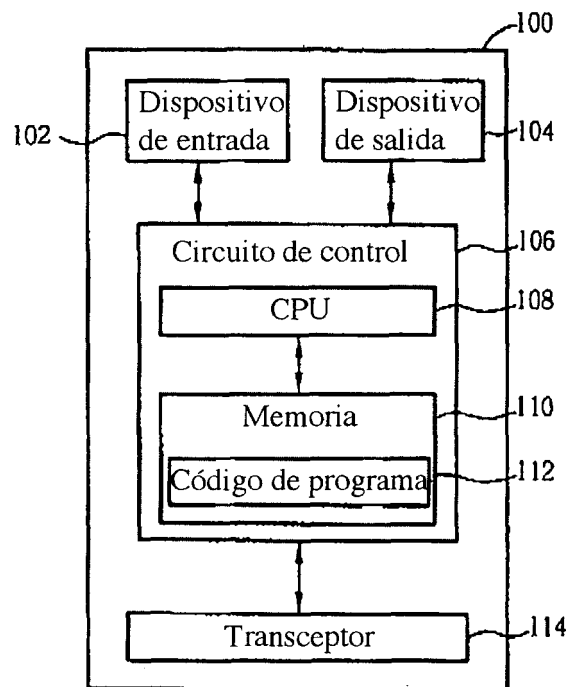 100
Dispositivo
de entrada
102
Dispositivo
de salida
104
Circuito de control
106
CPU
108
Memoria
110
Código de programa
112
Transceptor
114